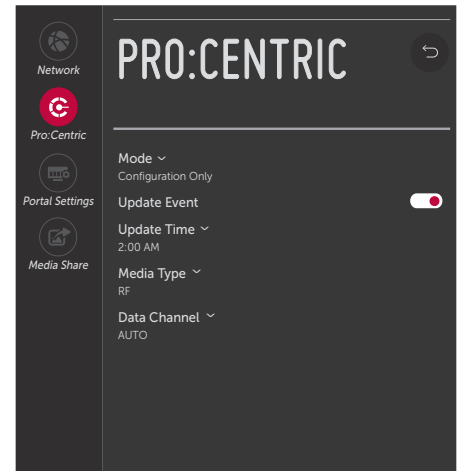 PRO:CENTRIC
Network
Pro:Centric
Portal Settings
Media Share
Mode
Configuration Only
Update Event
Update Time
2:00 AM
Media Type
RF
Data Channel
AUTO